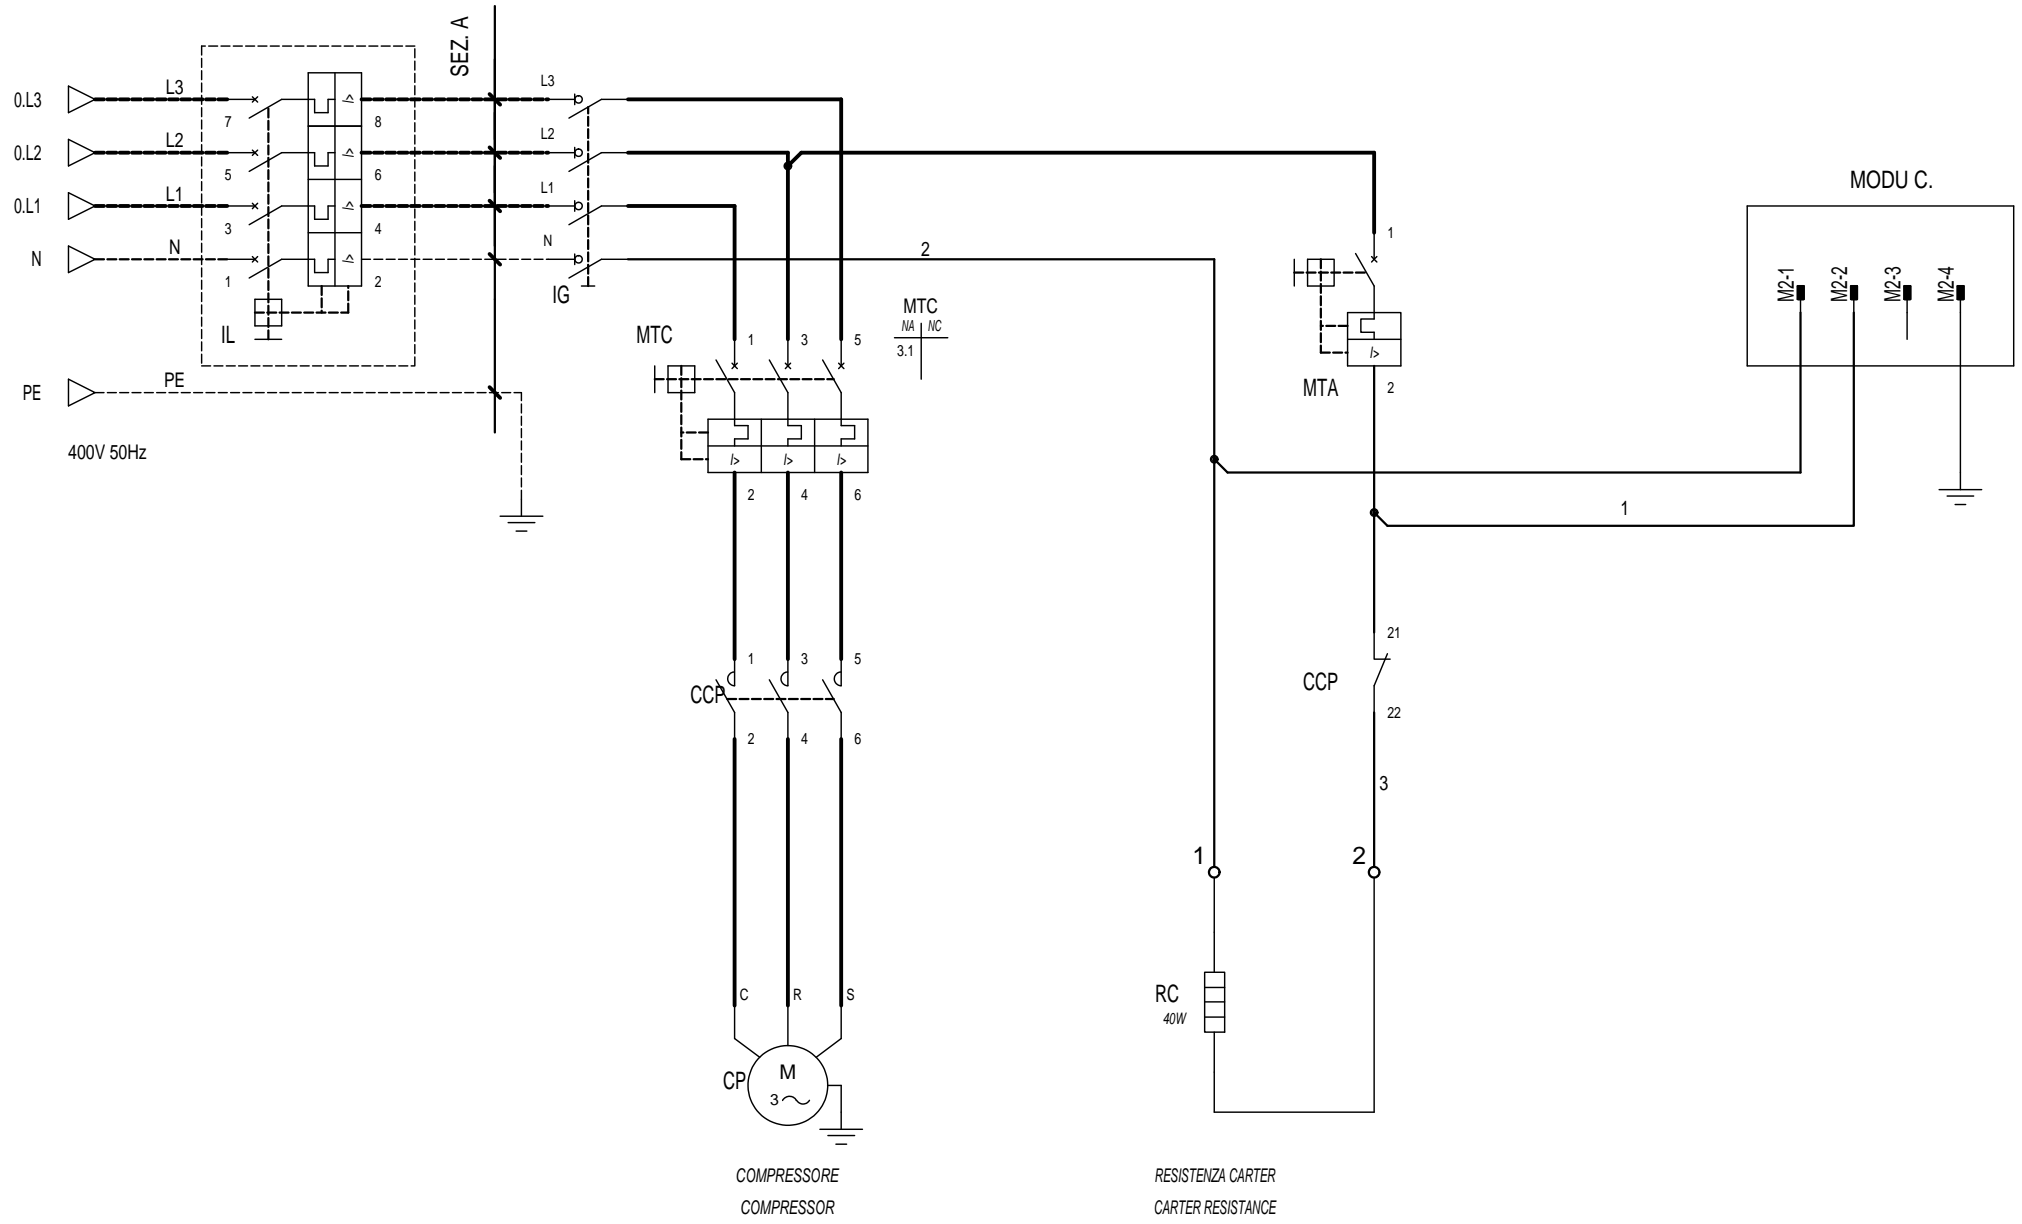 SEZ. A
0.L3
L3
7
8
L3
0.L2
L2
5
6
L2
0.L1
L1
3
4
L1
N
N
1
2
N
2
IL
IG
PE
PE
400V 50Hz
MTC
1
3
5
I>
I>
I>
2
4
6
MTC
NA
NC
3.1
1
I>
MTA
2
MODU C.
M2-1
M2-2
M2-3
M2-4
1
CCP
1
3
5
2
4
6
21
CCP
22
3
1
2
C
R
S
CP
M
3
RC
40W
COMPRESSORE
COMPRESSOR
RESISTENZA CARTER
CARTER RESISTANCE